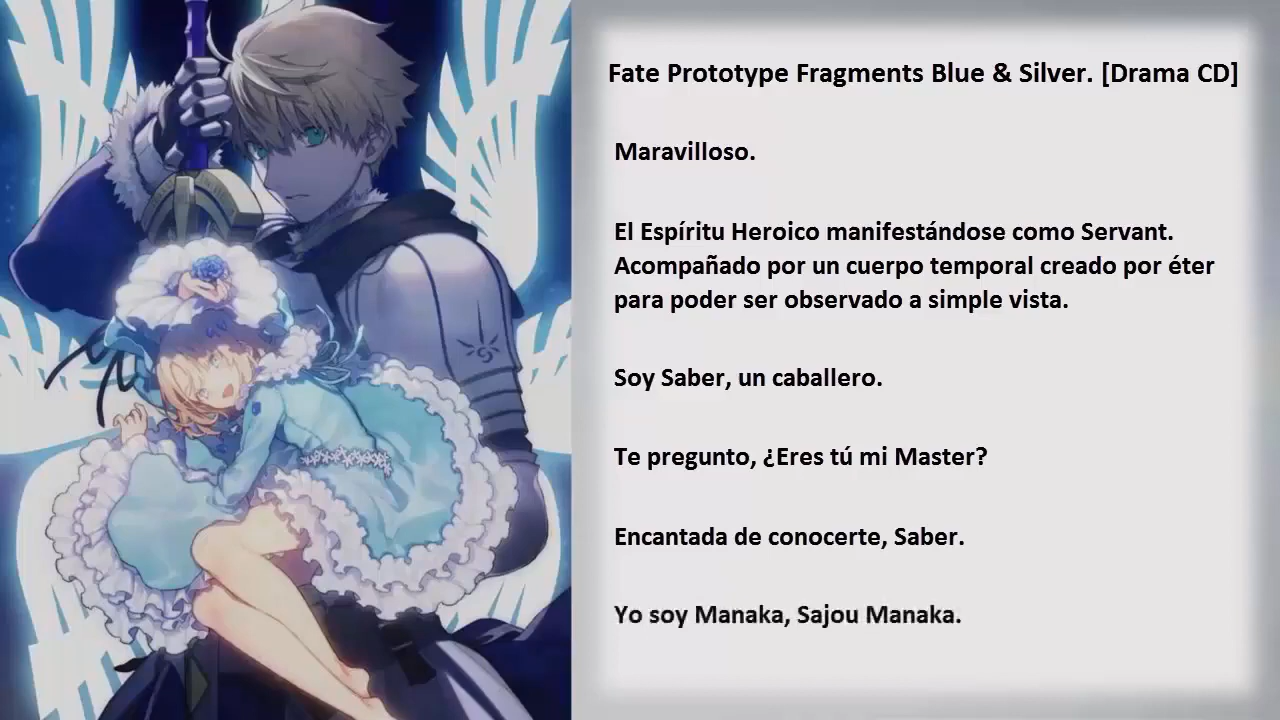 Fate Prototype Fragments Blue & Silver. [Drama CD]
Maravilloso.
El Espíritu Heroico manifestándose como Servant.
Acompañado por un cuerpo temporal creado por éter
para poder ser observado a simple vista.
Soy Saber, un caballero.
Te pregunto, ¿Eres tú mi Master?
Encantada de conocerte, Saber.
Yo soy Manaka, Sajou Manaka.